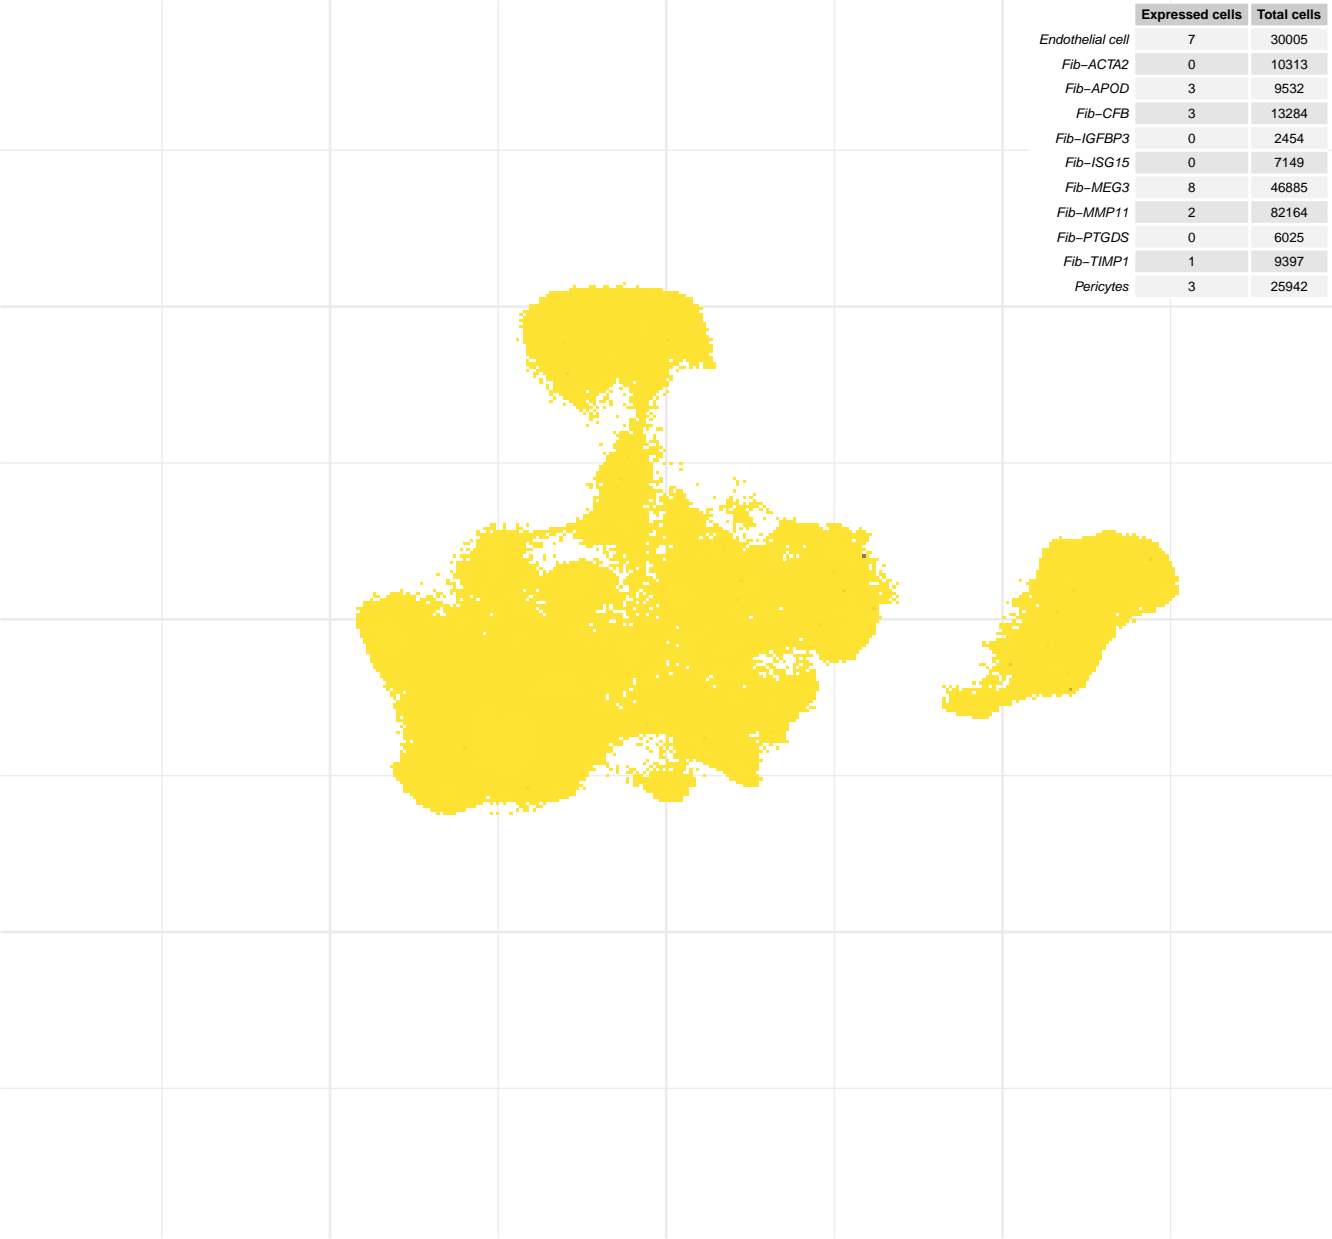 Expressed cells Total cells
Endothelial cell 7 30005
Fib−ACTA2 0 10313
Fib−APOD 3 9532
Fib−CFB 3 13284
Fib−IGFBP3 0 2454
Fib−ISG15 0 7149
Fib−MEG3 8 46885
Fib−MMP11 2 82164
Fib−PTGDS 0 6025
Fib−TIMP1 1 9397
Pericytes 3 25942